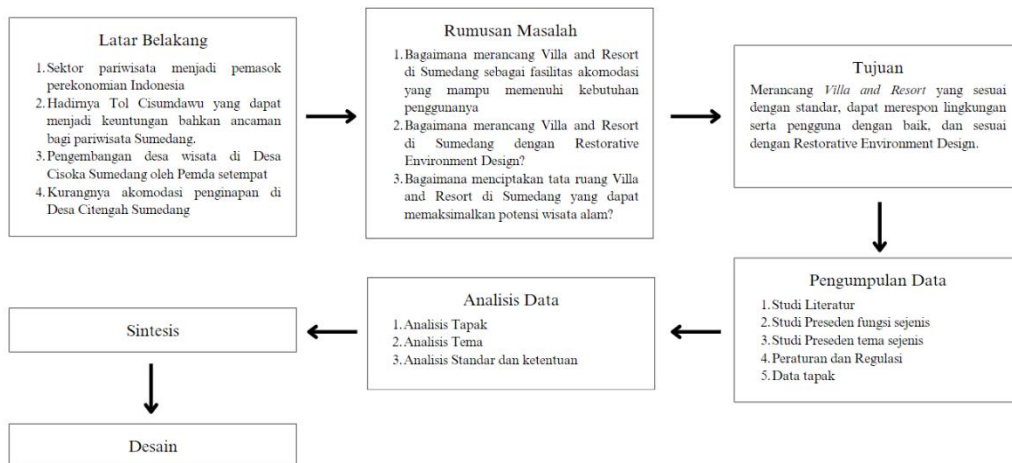 Latar Belakang
1.Sektor pariwisata menjadi pemasok
perekonomian Indonesia
2.Hadirnya Tol Cisumdawu yang dapat
menjadi keuntungan bahkan ancaman
bagi pariwisata Sumedang.
3.Pengembangan desa wisata di Desa
Cisoka Sumedang oleh Pemda setempat
4.Kurangnya akomodasi penginapan di
Desa Citengah Sumedang
Rumusan Masalah
1.Bagaimana merancang Villa and Resort
di Sumedang sebagai fasilitas akomodasi
yang mampu memenuhi kebutuhan
penggunanya
2.Bagaimana merancang Villa and Resort
di Sumedang dengan Restorative
Environment Design?
3.Bagaimana menciptakan tata ruang Villa
and Resort di Sumedang yang dapat
memaksimalkan potensi wisata alam?
Tujuan
Merancang Villa and Resort yang sesuai
dengan standar, dapat merespon lingkungan
serta pengguna dengan baik, dan sesuai
dengan Restorative Environment Design.
Pengumpulan Data
1.Studi Literatur
2.Studi Preseden fungsi sejenis
3.Studi Preseden tema sejenis
4.Peraturan dan Regulasi
5.Data tapak
Analisis Data
1.Analisis Tapak
2.Analisis Tema
3.Analisis Standar dan ketentuan
Sintesis
Desain